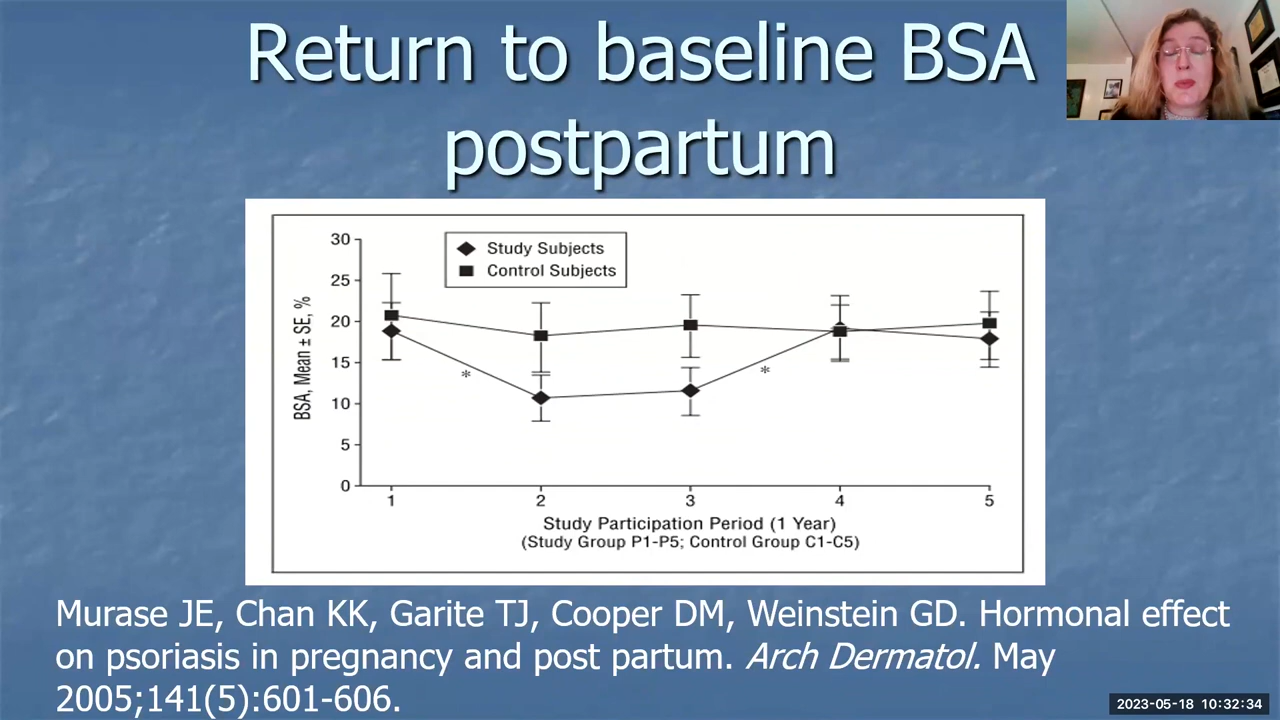 Return to baseline BSA
postpartum
Study Subjects
Control Subjects
BSA, Mean ± SE, %
30
25
20
15
10
5
0
*
*
1 2 3 4 5
Study Participation Period (1 Year)
(Study Group P1-P5; Control Group C1-C5)
Murase JE, Chan KK, Garite TJ, Cooper DM, Weinstein GD. Hormonal effect
on psoriasis in pregnancy and post partum. Arch Dermatol. May
2005;141(5):601-606.
2023-05-18 10:32:34